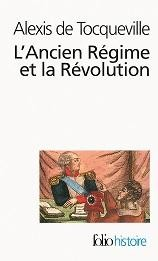 Alexis de Tocqueville
L'Ancien Régime
et la Révolution
folio histoire